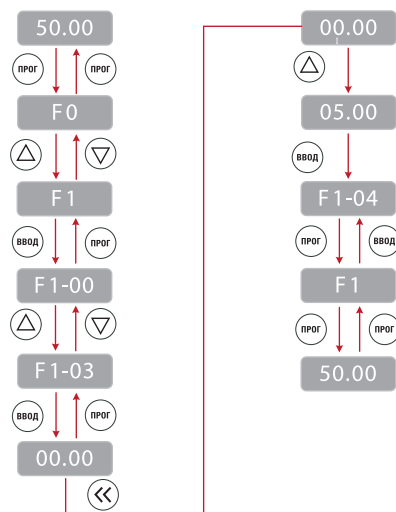 50.00
ПРОГ ПРОГ
F0
F1
ВВОД ПРОГ
F1-00
F1-03
ВВОД ПРОГ
00.00
00.00
05.00
ВВОД
F1-04
ПРОГ ВВОД
F1
ПРОГ ПРОГ
50.00